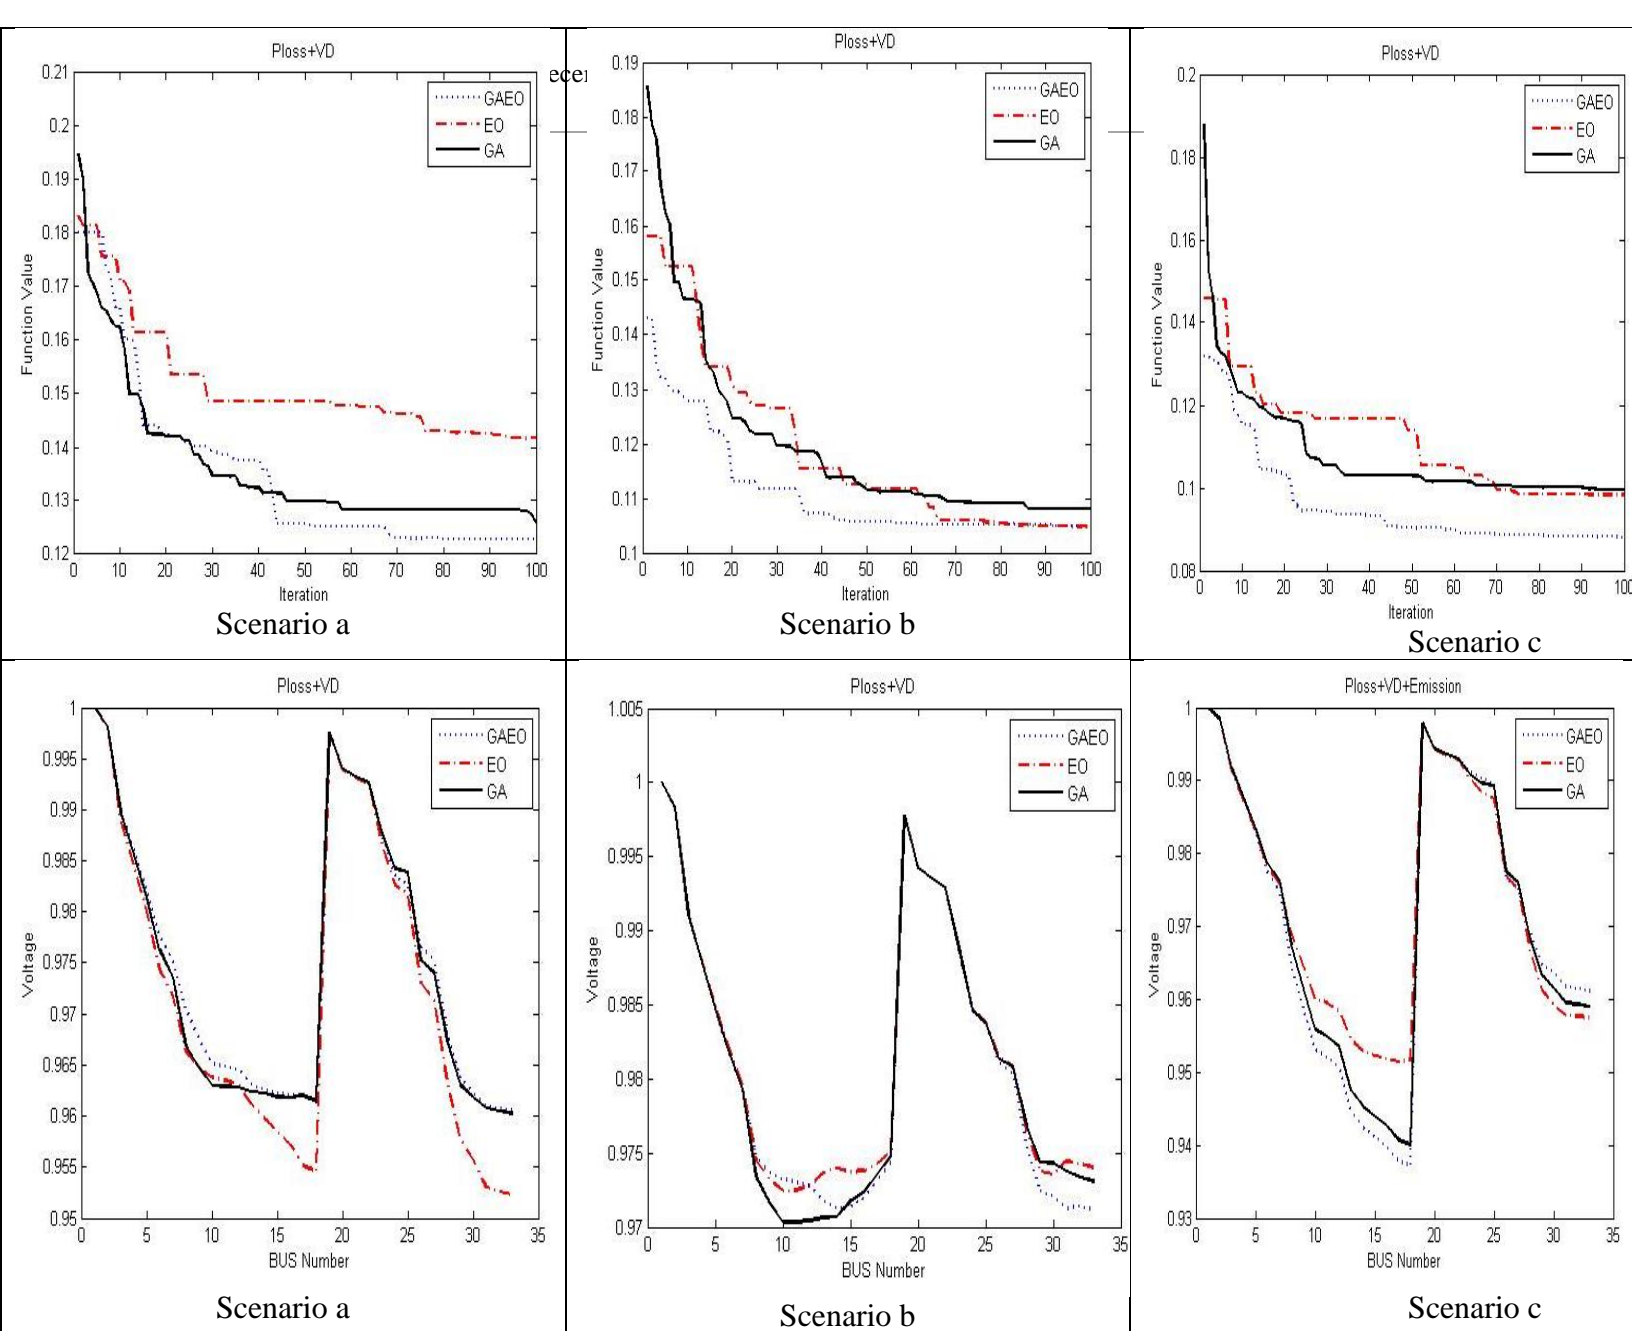 Ploss+VD
0.21
0.2
0.19
0.18
0.17
0.16
0.15
0.14
0.13
0.12
Function Value
GAEO
EO
GA
0 10 20 30 40 50 60 70 80 90 100
Iteration
Scenario a
Ploss+VD
0.19
0.18
0.17
0.16
0.15
0.14
0.13
0.12
0.11
0.1
Function Value
GAEO
EO
GA
0 10 20 30 40 50 60 70 80 90 100
Iteration
Scenario b
Ploss+VD
0.2
0.18
0.16
0.14
0.12
0.1
0.08
Function Value
GAEO
EO
GA
0 10 20 30 40 50 60 70 80 90 100
Iteration
Scenario c
Ploss+VD
1
0.995
0.99
0.985
0.98
0.975
0.97
0.965
0.96
0.955
0.95
Voltage
GAEO
EO
GA
0 5 10 15 20 25 30 35
BUS Number
Scenario a
Ploss+VD
1.005
1
0.995
0.99
0.985
0.98
0.975
0.97
Voltage
GAEO
EO
GA
0 5 10 15 20 25 30 35
BUS Number
Scenario b
Ploss+VD+Emission
1
0.99
0.98
0.97
0.96
0.95
0.94
0.93
Voltage
GAEO
EO
GA
0 5 10 15 20 25 30 35
BUS Number
Scenario c